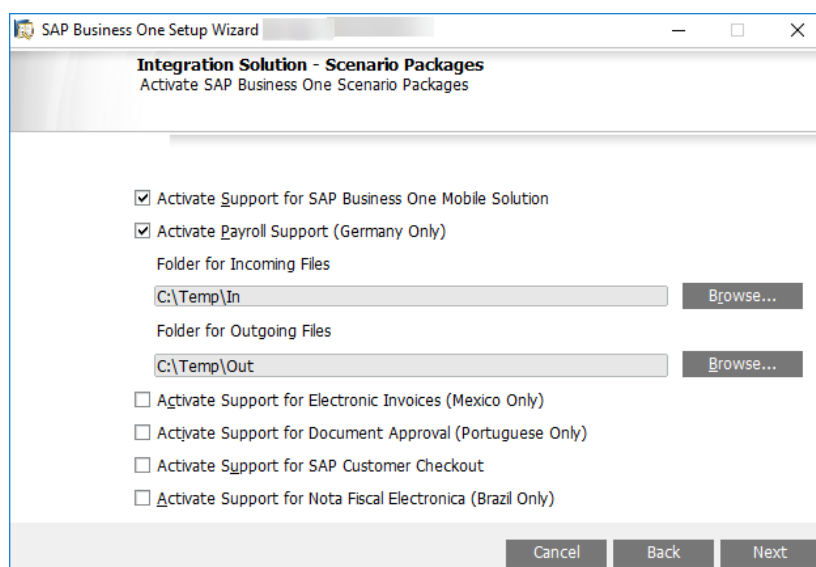 SAP Business One Setup Wizard
Integration Solution - Scenario Packages
Activate SAP Business One Scenario Packages
Activate Support for SAP Business One Mobile Solution
Activate Payroll Support (Germany Only)
Folder for Incoming Files
C:\Temp\In
Browse...
Folder for Outgoing Files
C:\Temp\Out
Browse...
Activate Support for Electronic Invoices (Mexico Only)
Activate Support for Document Approval (Portuguese Only)
Activate Support for SAP Customer Checkout
Activate Support for Nota Fiscal Electronica (Brazil Only)
Cancel Back Next